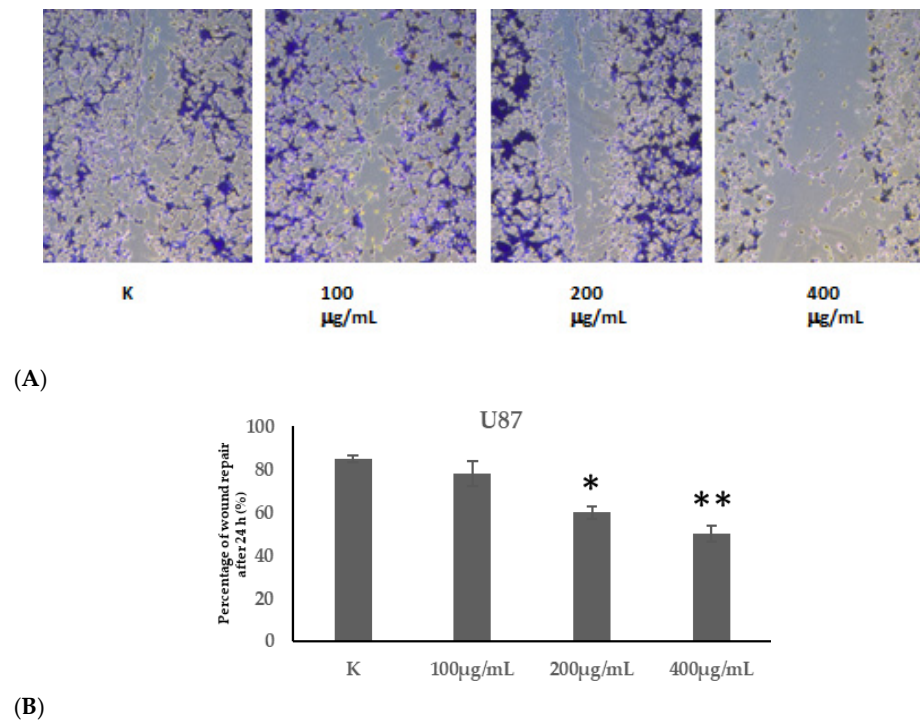 K
100
µg/mL
200
µg/mL
400
µg/mL
(A)
U87
Percentage of wound repair
after 24 h (%)
100
80
60
40
20
0
*
**
K
100µg/mL
200µg/mL
400µg/mL
(B)